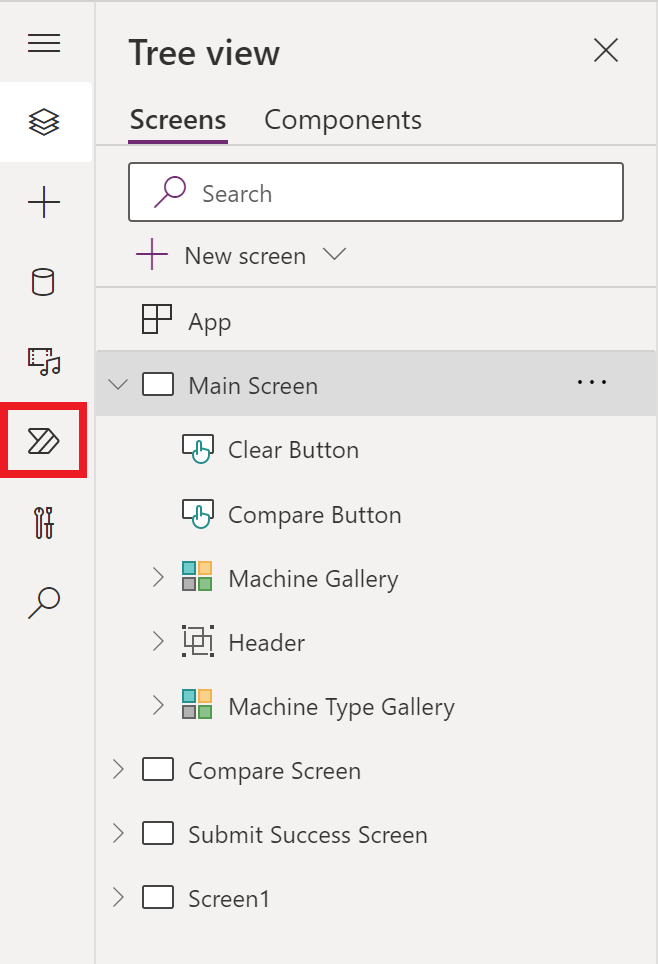 Tree view
Screens Components
Search
New screen
App
Main Screen
Clear Button
Compare Button
Machine Gallery
Header
Machine Type Gallery
Compare Screen
Submit Success Screen
Screen1